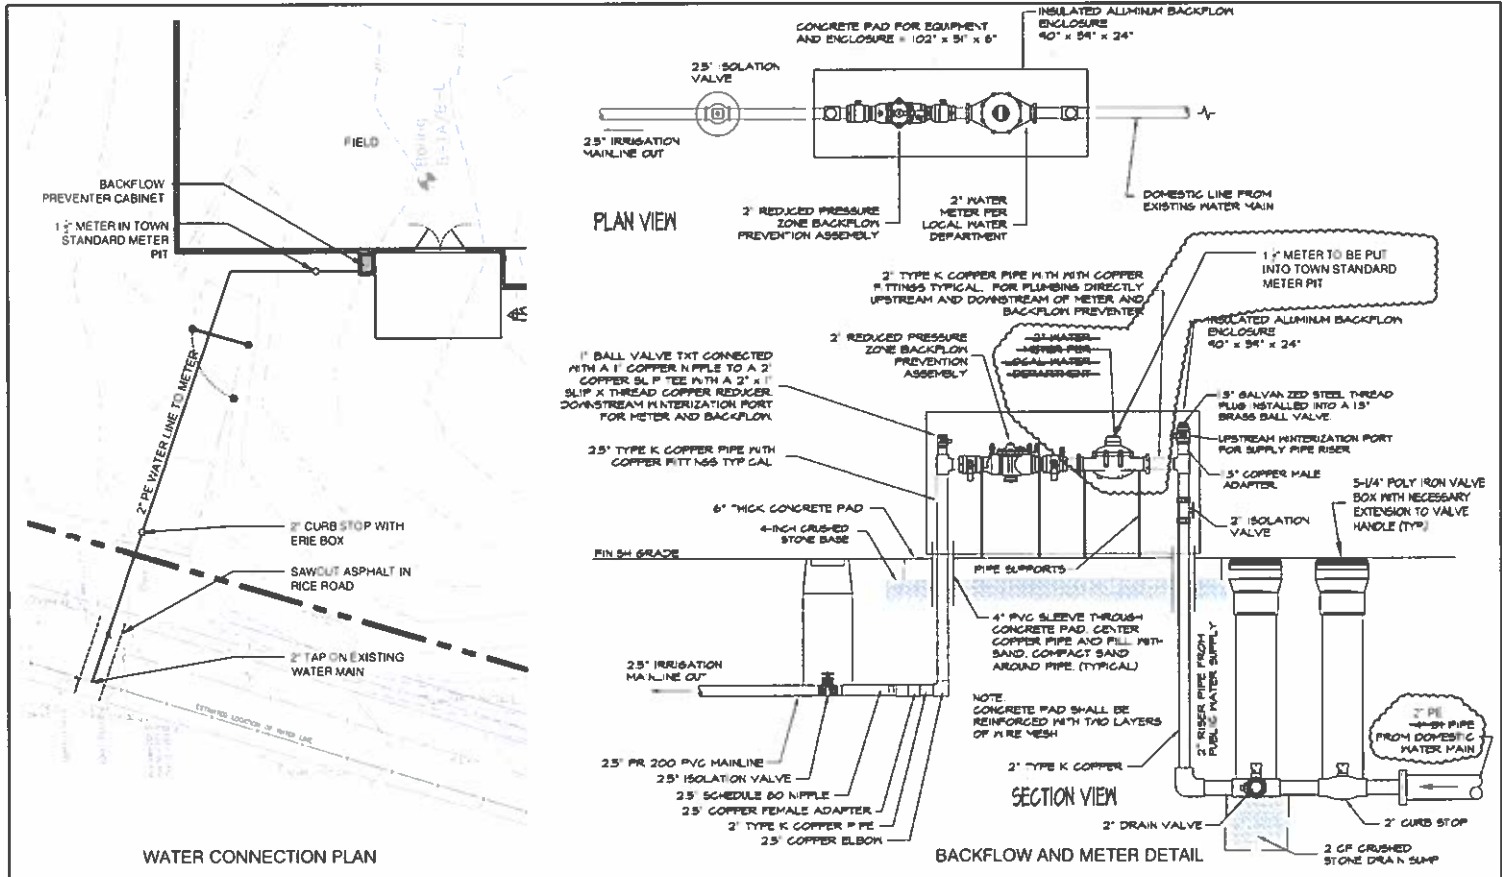 FIELD
Boring
B-1A/B-L
BACKFLOW
PREVENTER CABINET
1 ½" METER IN TOWN
STANDARD METER
PIT
2" PE WATER LINE TO METER
2" CURB STOP WITH
ERIE BOX
SAWCUT ASPHALT IN
RICE ROAD
2" TAP ON EXISTING
WATER MAIN
ESTIMATED LOCATION OF WATER LINE
WATER CONNECTION PLAN
CONCRETE PAD FOR EQUIPMENT
AND ENCLOSURE = 102" x 51" x 6"
INSULATED ALUMINUM BACKFLOW
ENCLOSURE
90" x 39" x 24"
2.5" ISOLATION
VALVE
2.5" IRRIGATION
MAINLINE OUT
PLAN VIEW
2" REDUCED PRESSURE
ZONE BACKFLOW
PREVENTION ASSEMBLY
2" WATER
METER PER
LOCAL WATER
DEPARTMENT
DOMESTIC LINE FROM
EXISTING WATER MAIN
2" TYPE K COPPER PIPE WITH WITH COPPER
FITTINGS TYPICAL. FOR PLUMBING DIRECTLY
UPSTREAM AND DOWNSTREAM OF METER AND
BACKFLOW PREVENTER
1 ½" METER TO BE PUT
INTO TOWN STANDARD
METER PIT
INSULATED ALUMINUM BACKFLOW
ENCLOSURE
90" x 39" x 24"
2" REDUCED PRESSURE
ZONE BACKFLOW
PREVENTION
ASSEMBLY
2" WATER
METER PER
LOCAL WATER
DEPARTMENT
1" BALL VALVE TXT CONNECTED
WITH A 1" COPPER NIPPLE TO A 2"
COPPER SLIP TEE WITH A 2" x 1"
SLIP X THREAD COPPER REDUCER.
DOWNSTREAM WINTERIZATION PORT
FOR METER AND BACKFLOW
2.5" TYPE K COPPER PIPE WITH
COPPER FITTINGS TYPICAL
1.5" GALVANIZED STEEL THREAD
PLUG INSTALLED INTO A 1.5"
BRASS BALL VALVE.
UPSTREAM WINTERIZATION PORT
FOR SUPPLY PIPE RISER
1.5" COPPER MALE
ADAPTER
5-1/4" POLY IRON VALVE
BOX WITH NECESSARY
EXTENSION TO VALVE
HANDLE (TYP)
2" ISOLATION
VALVE
6" THICK CONCRETE PAD
4-INCH CRUSHED
STONE BASE
FINISH GRADE
PIPE SUPPORTS
4" PVC SLEEVE THROUGH
CONCRETE PAD. CENTER
COPPER PIPE AND FILL WITH
SAND. COMPACT SAND
AROUND PIPE. (TYPICAL)
2.5" IRRIGATION
MAINLINE OUT
NOTE:
CONCRETE PAD SHALL BE
REINFORCED WITH TWO LAYERS
OF WIRE MESH
2" RISER PIPE FROM
PUBLIC WATER SUPPLY
2" PE
PIPE
FROM DOMESTIC
WATER MAIN
2.5" PR 200 PVC MAINLINE
2.5" ISOLATION VALVE
2.5" SCHEDULE 80 NIPPLE
2.5" COPPER FEMALE ADAPTER
2" TYPE K COPPER PIPE
2.5" COPPER ELBOW
2" TYPE K COPPER
SECTION VIEW
2" DRAIN VALVE
2" CURB STOP
2 CF CRUSHED
STONE DRAIN SUMP
BACKFLOW AND METER DETAIL